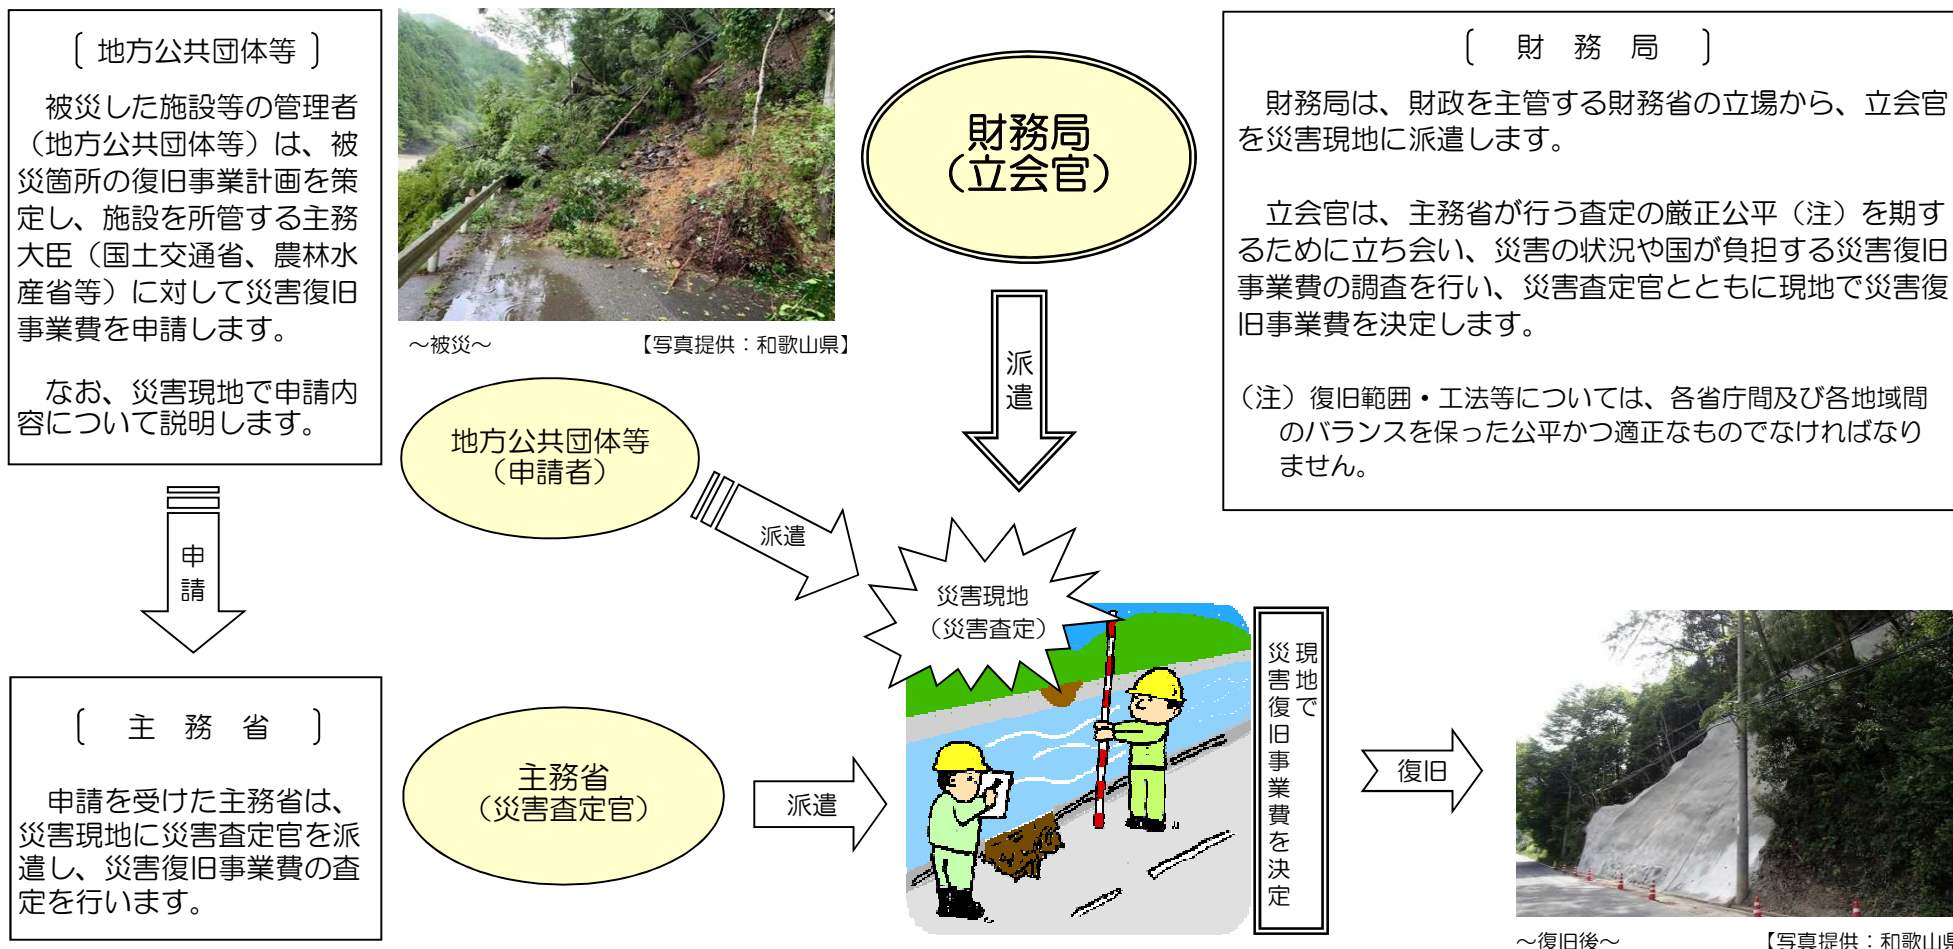 〔 地方公共団体等 〕
被災した施設等の管理者
（地方公共団体等）は、被
災箇所の復旧事業計画を策
定し、施設を所管する主務
大臣（国土交通省、農林水
産省等）に対して災害復旧
事業費を申請します。
なお、災害現地で申請内
容について説明します。
申請
〔 主 務 省 〕
申請を受けた主務省は、
災害現地に災害査定官を派
遣し、災害復旧事業費の査
定を行います。
～被災～ 【写真提供：和歌山県】
地方公共団体等
（申請者）
派遣
主務省
（災害査定官）
派遣
財務局
（立会官）
派遣
災害現地
（災害査定）
現地で
災害復旧事業費を決定
〔 財 務 局 〕
財務局は、財政を主管する財務省の立場から、立会官
を災害現地に派遣します。
立会官は、主務省が行う査定の厳正公平（注）を期す
るために立ち会い、災害の状況や国が負担する災害復旧
事業費の調査を行い、災害査定官とともに現地で災害復
旧事業費を決定します。
（注）復旧範囲・工法等については、各省庁間及び各地域間
のバランスを保った公平かつ適正なものでなければなり
ません。
復旧
～復旧後～ 【写真提供：和歌山県